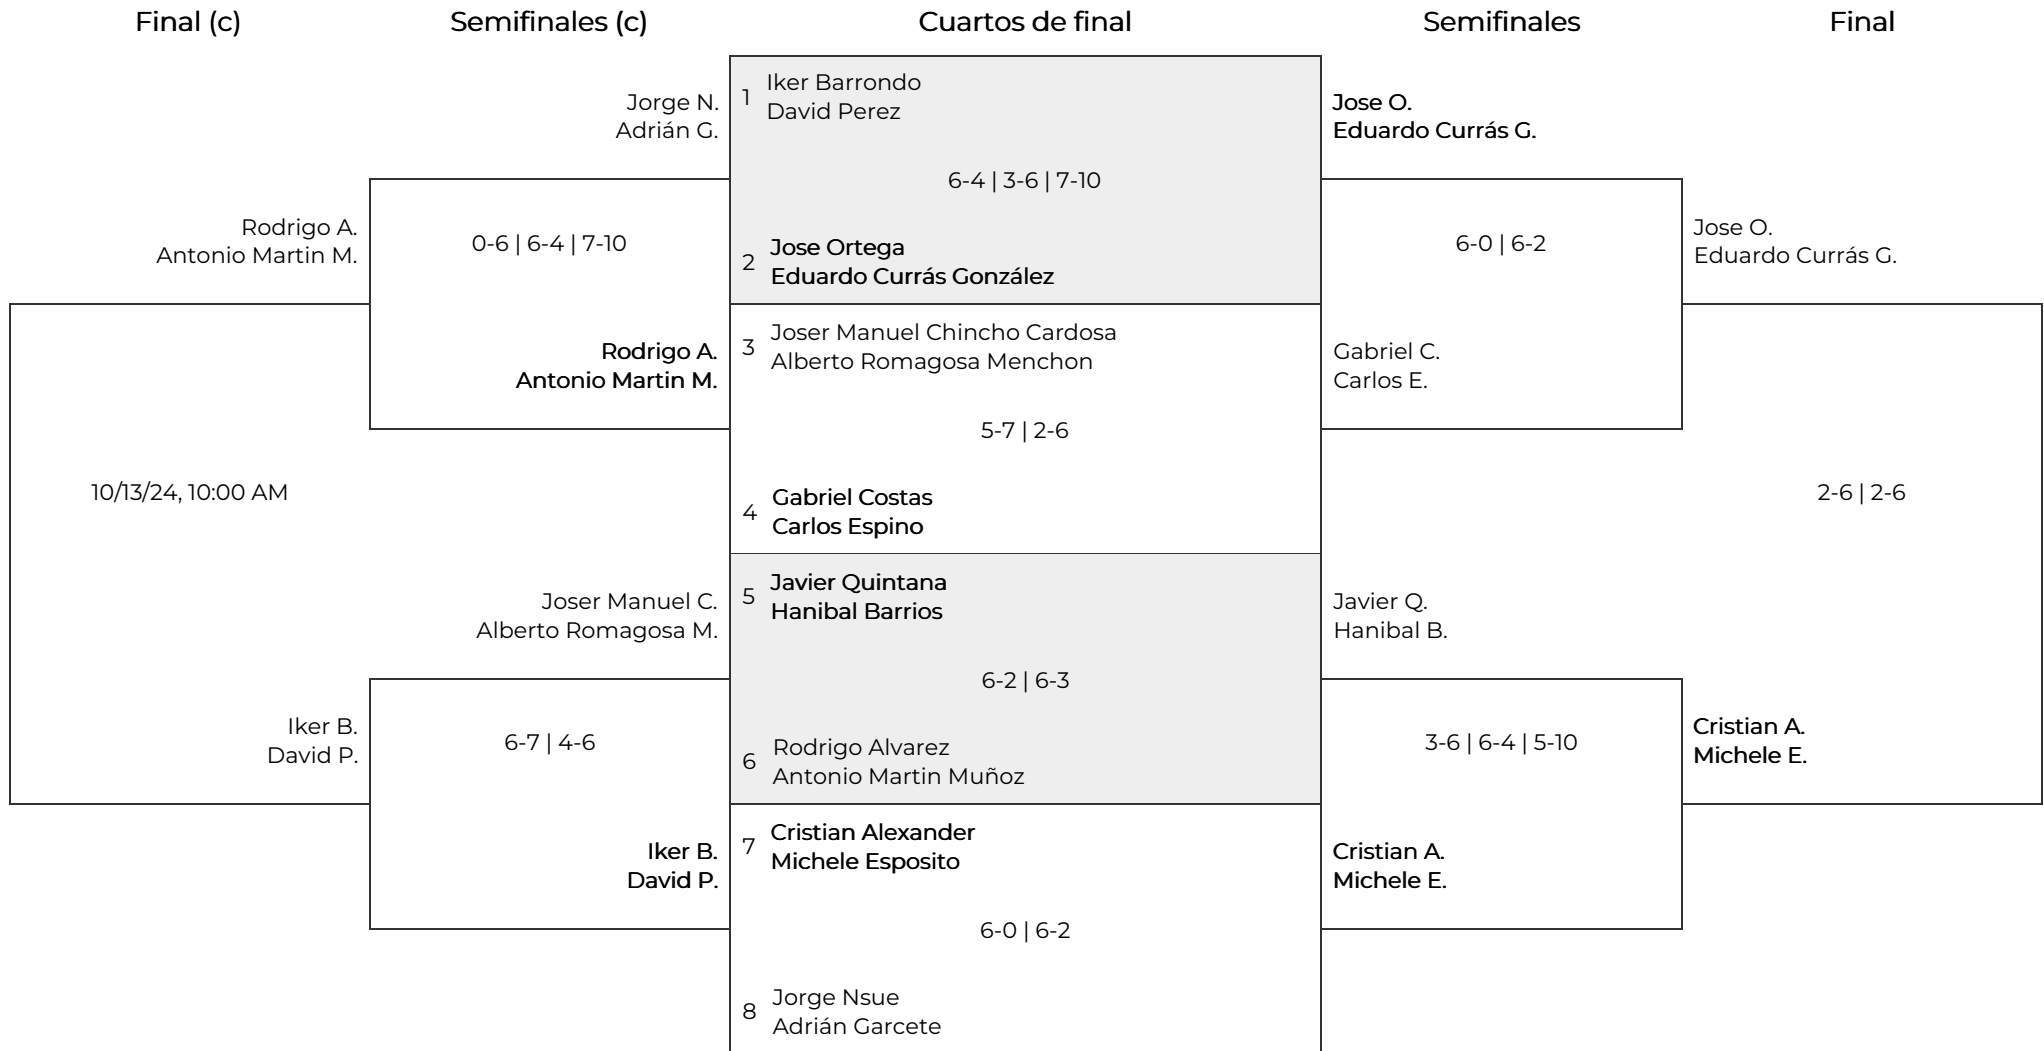 Final (c)
Semifinales (c)
Cuartos de final
Semifinales
Final
Rodrigo A.
Antonio Martin M.
10/13/24, 10:00 AM
Iker B.
David P.
Jorge N.
Adrián G.
0-6 | 6-4 | 7-10
Rodrigo A.
Antonio Martin M.
Joser Manuel C.
Alberto Romagosa M.
6-7 | 4-6
Iker B.
David P.
1
Iker Barrondo
David Perez
6-4 | 3-6 | 7-10
2
Jose Ortega
Eduardo Currás González
3
Joser Manuel Chincho Cardosa
Alberto Romagosa Menchon
5-7 | 2-6
4
Gabriel Costas
Carlos Espino
5
Javier Quintana
Hanibal Barrios
6-2 | 6-3
6
Rodrigo Alvarez
Antonio Martin Muñoz
7
Cristian Alexander
Michele Esposito
6-0 | 6-2
8
Jorge Nsue
Adrián Garcete
Jose O.
Eduardo Currás G.
6-0 | 6-2
Gabriel C.
Carlos E.
Javier Q.
Hanibal B.
3-6 | 6-4 | 5-10
Cristian A.
Michele E.
Jose O.
Eduardo Currás G.
2-6 | 2-6
Cristian A.
Michele E.